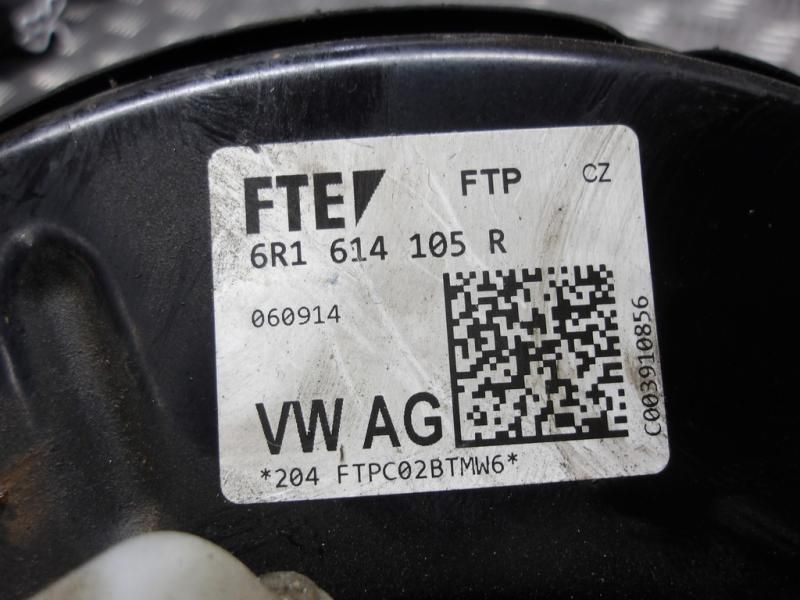 FTE FTP CZ
6R1 614 105 R
060914
VW AG
*204 FTPC02BTMW6*
C003910856